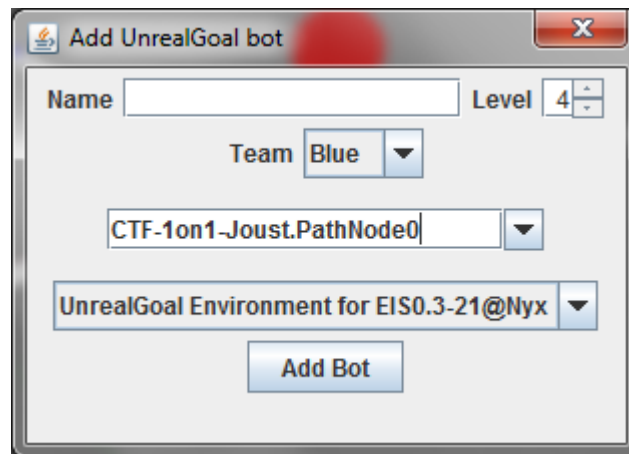 Add UnrealGoal bot
Name Level 4
Team Blue
CTF-1on1-Joust.PathNode0
UnrealGoal Environment for EIS0.3-21@Nyx
Add Bot